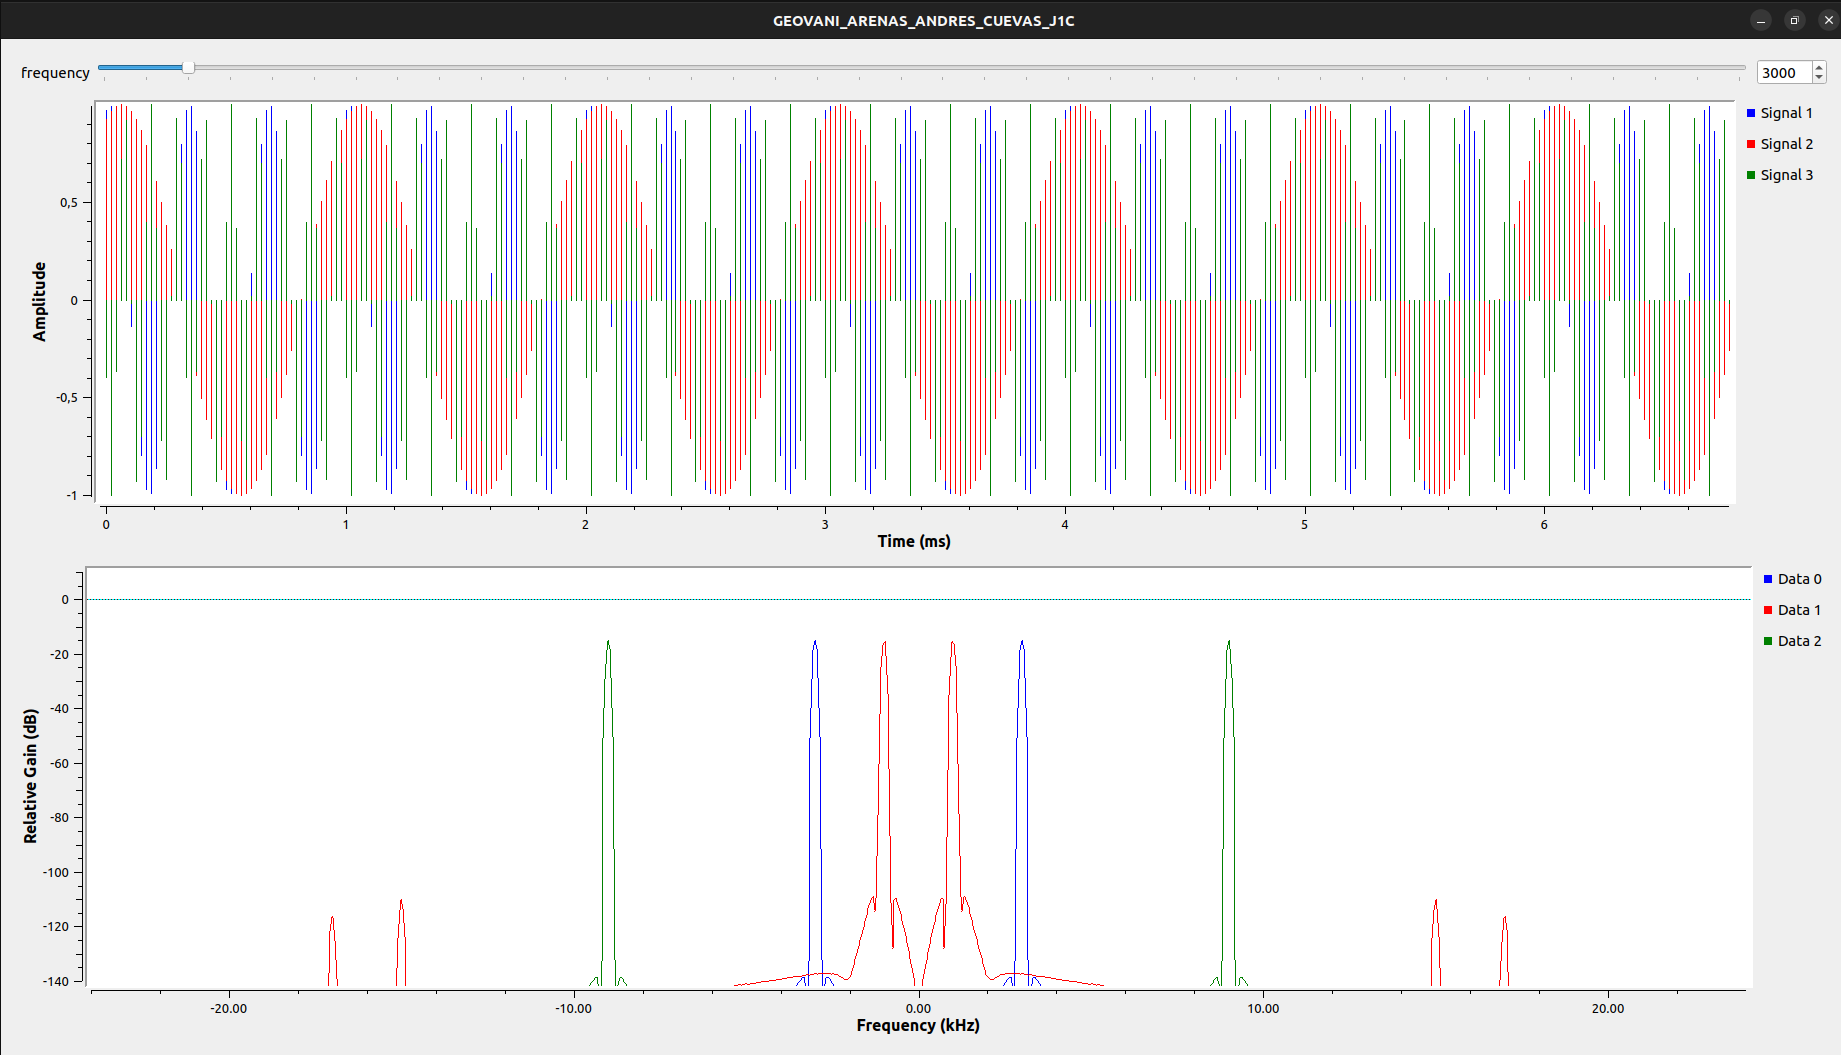 GEOVANI_ARENAS_ANDRES_CUEVAS_J1C
frequency
3000
Signal 1
Signal 2
Signal 3
Amplitude
0,5
0
-0,5
-1
0 1 2 3 4 5 6
Time (ms)
Data 0
Data 1
Data 2
Relative Gain (dB)
0
-20
-40
-60
-80
-100
-120
-140
-20.00 -10.00 0.00 10.00 20.00
Frequency (kHz)